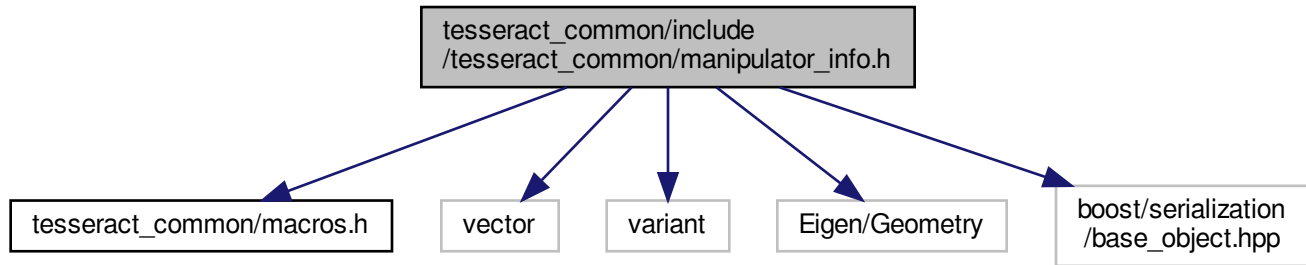 tesseract_common/include
/tesseract_common/manipulator_info.h
tesseract_common/macros.h
vector
variant
Eigen/Geometry
boost/serialization
/base_object.hpp